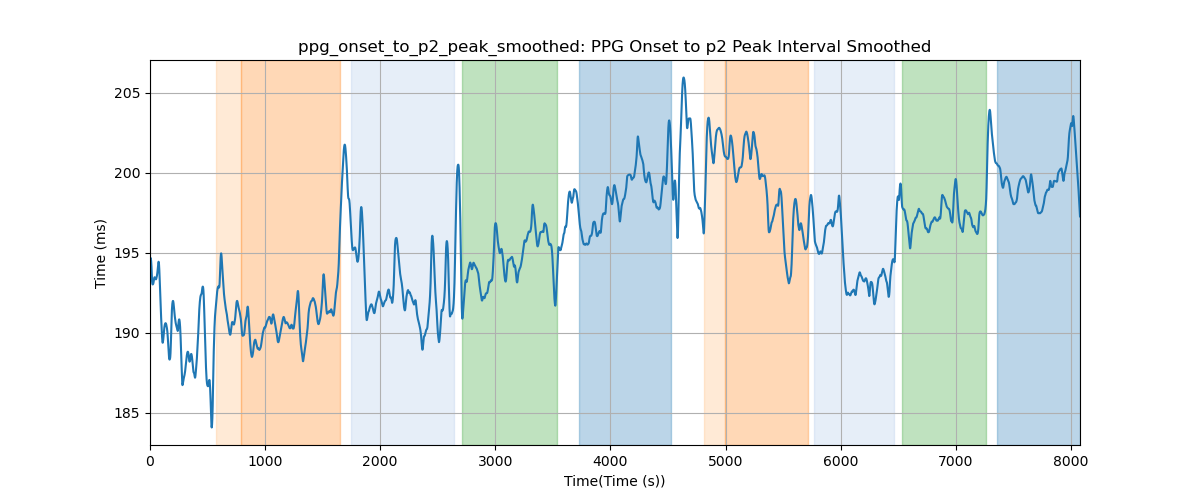 ppg_onset_to_p2_peak_smoothed: PPG Onset to p2 Peak Interval Smoothed
205
200
195
190
185
Time (ms)
0 1000 2000 3000 4000 5000 6000 7000 8000
Time(Time (s))